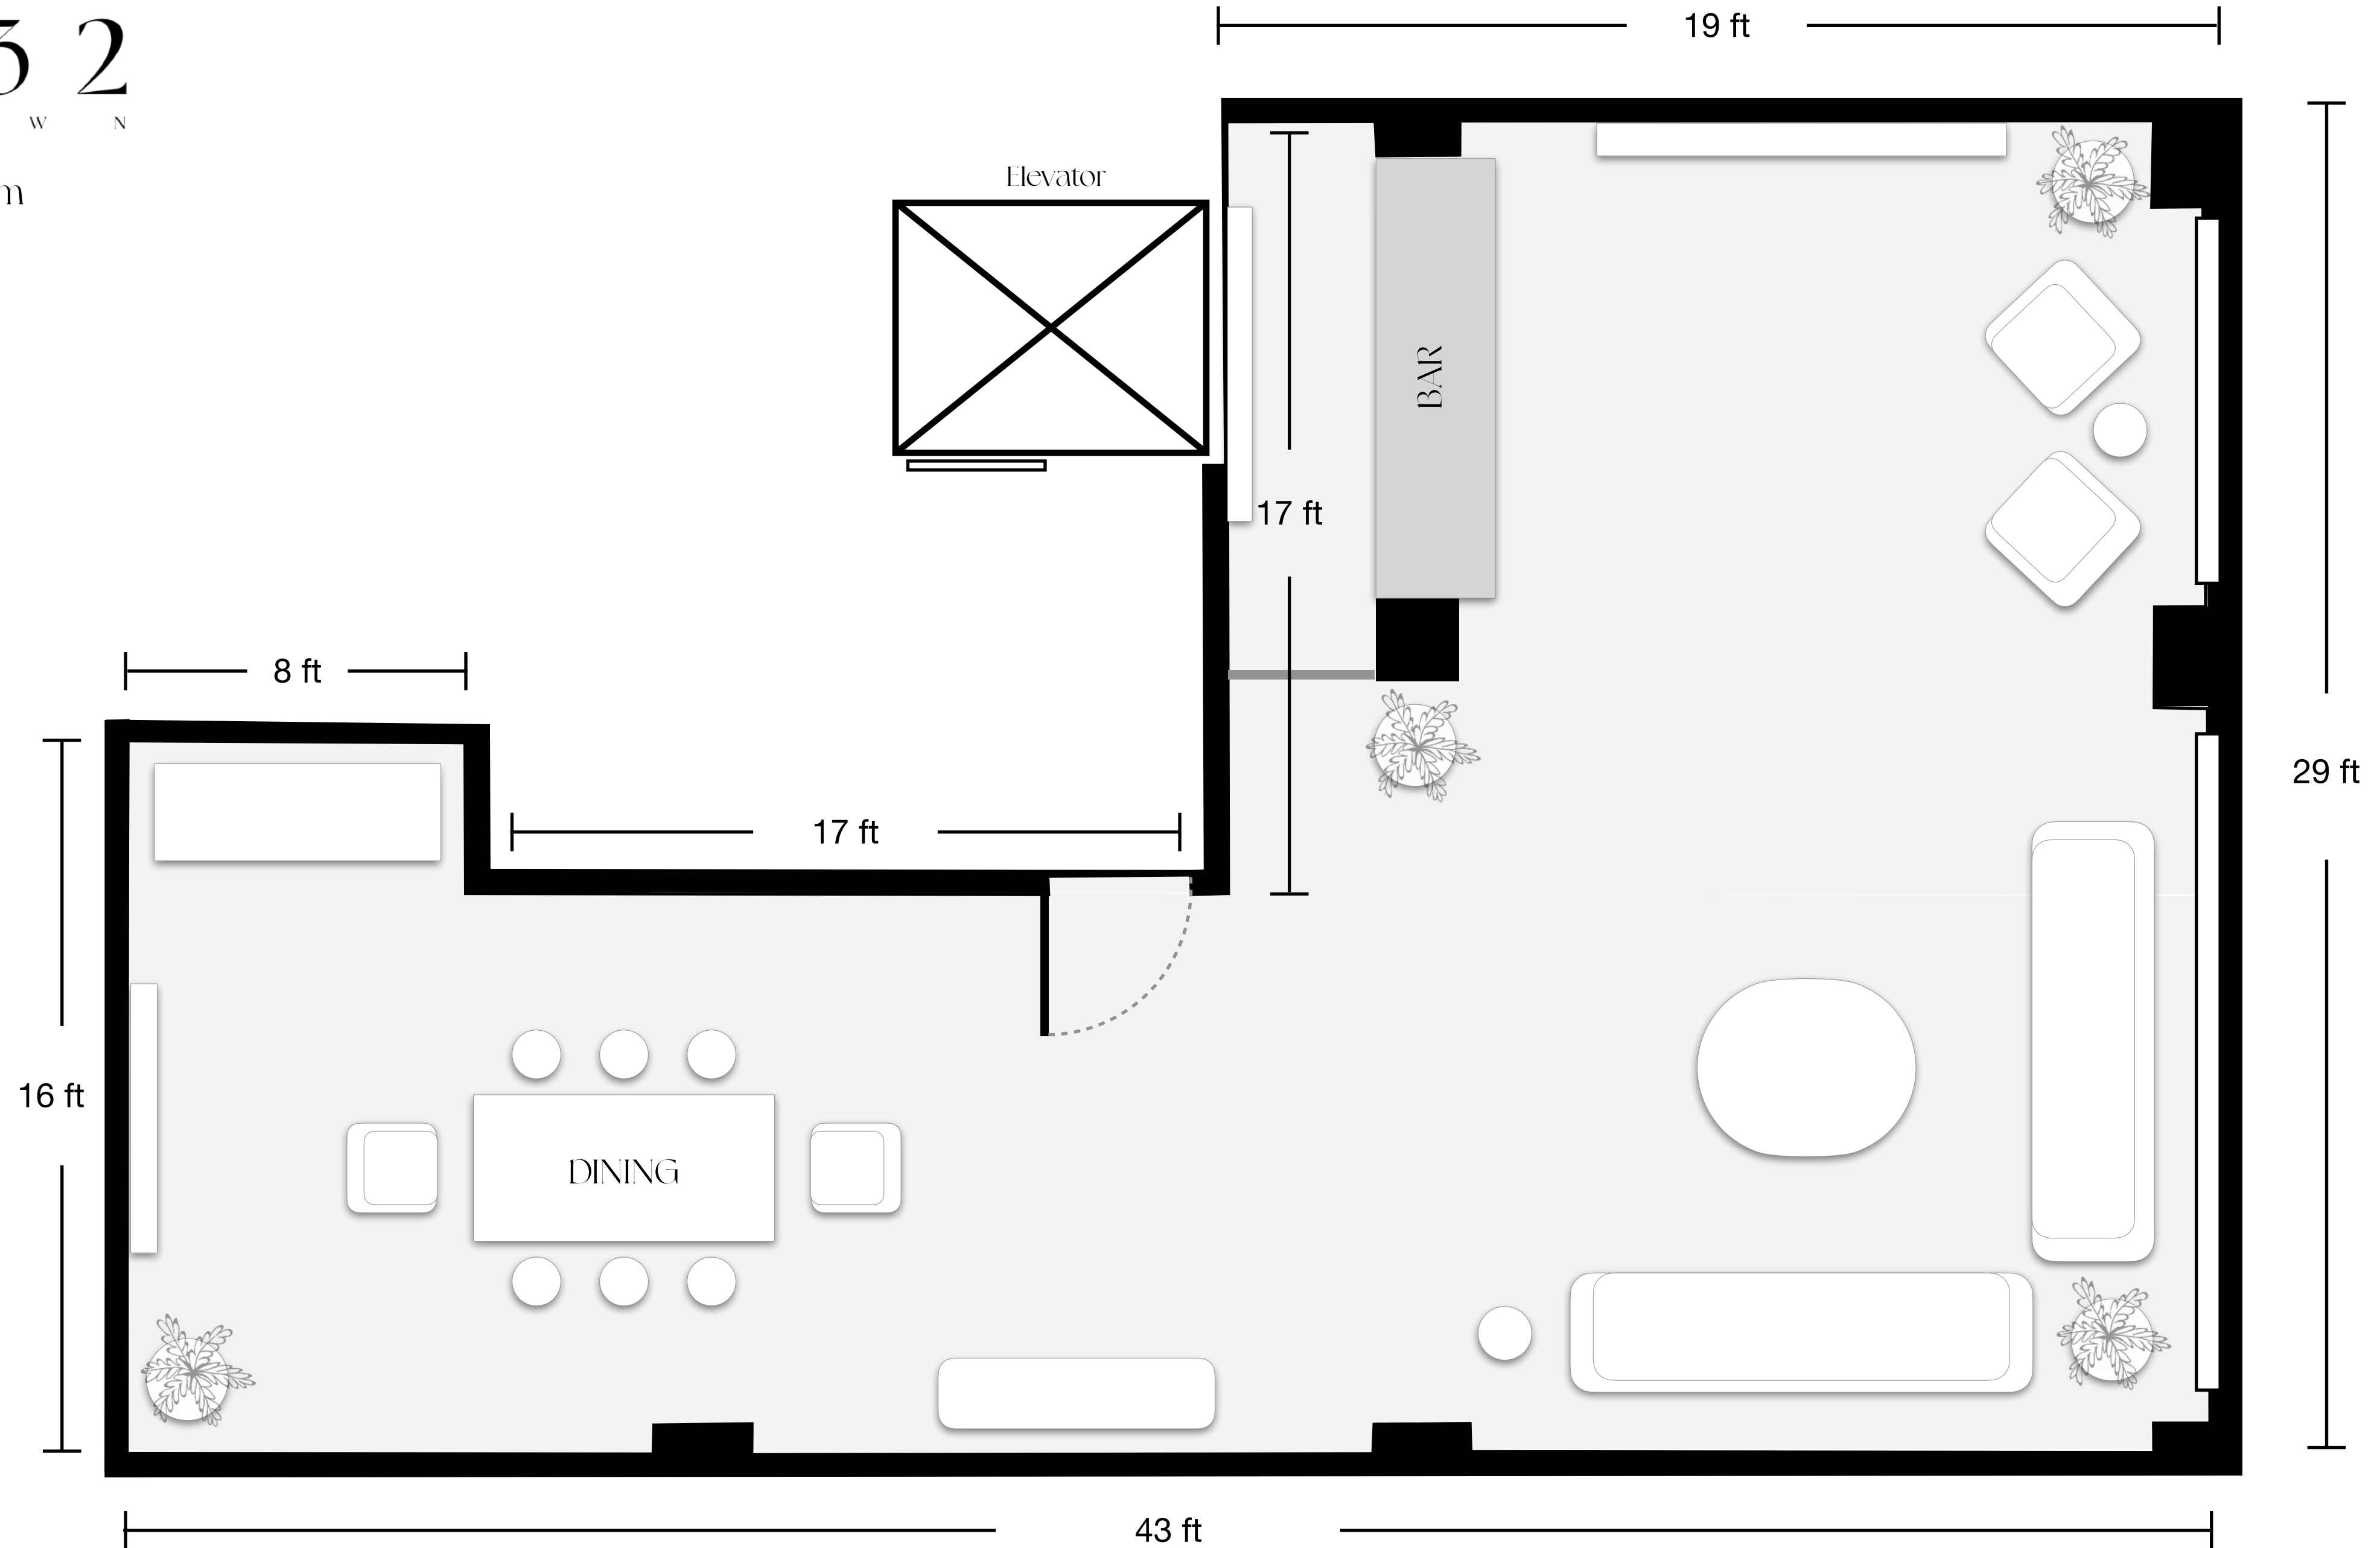 3 2
W N
m
19 ft
Elevator
BAR
17 ft
8 ft
17 ft
29 ft
16 ft
DINING
43 ft